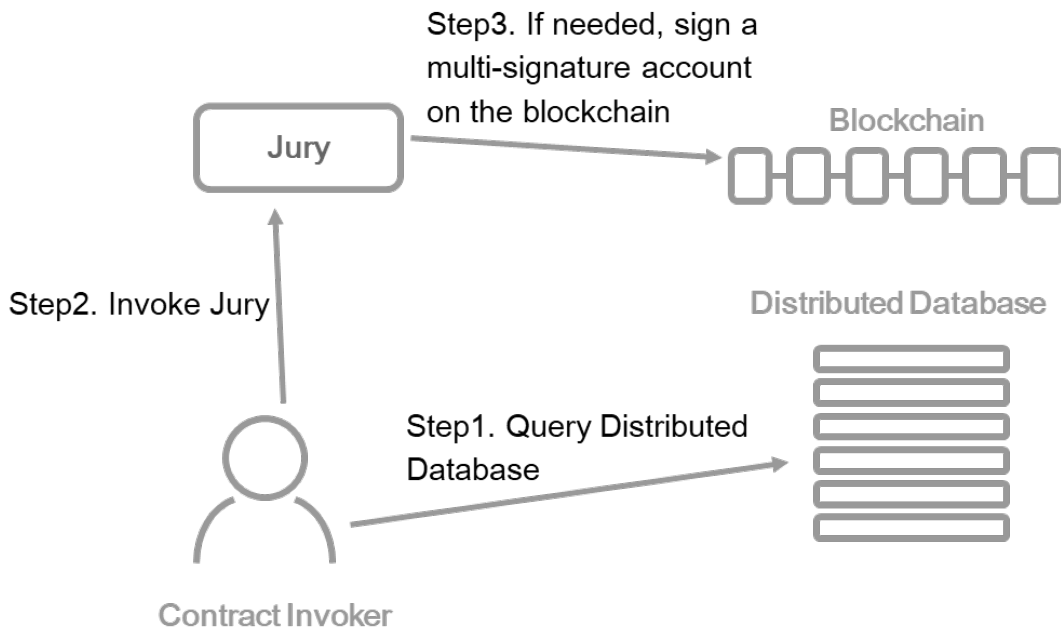 Step3. If needed, sign a
multi-signature account
on the blockchain
Jury
Blockchain
Step2. Invoke Jury
Distributed Database
Step1. Query Distributed
Database
Contract Invoker